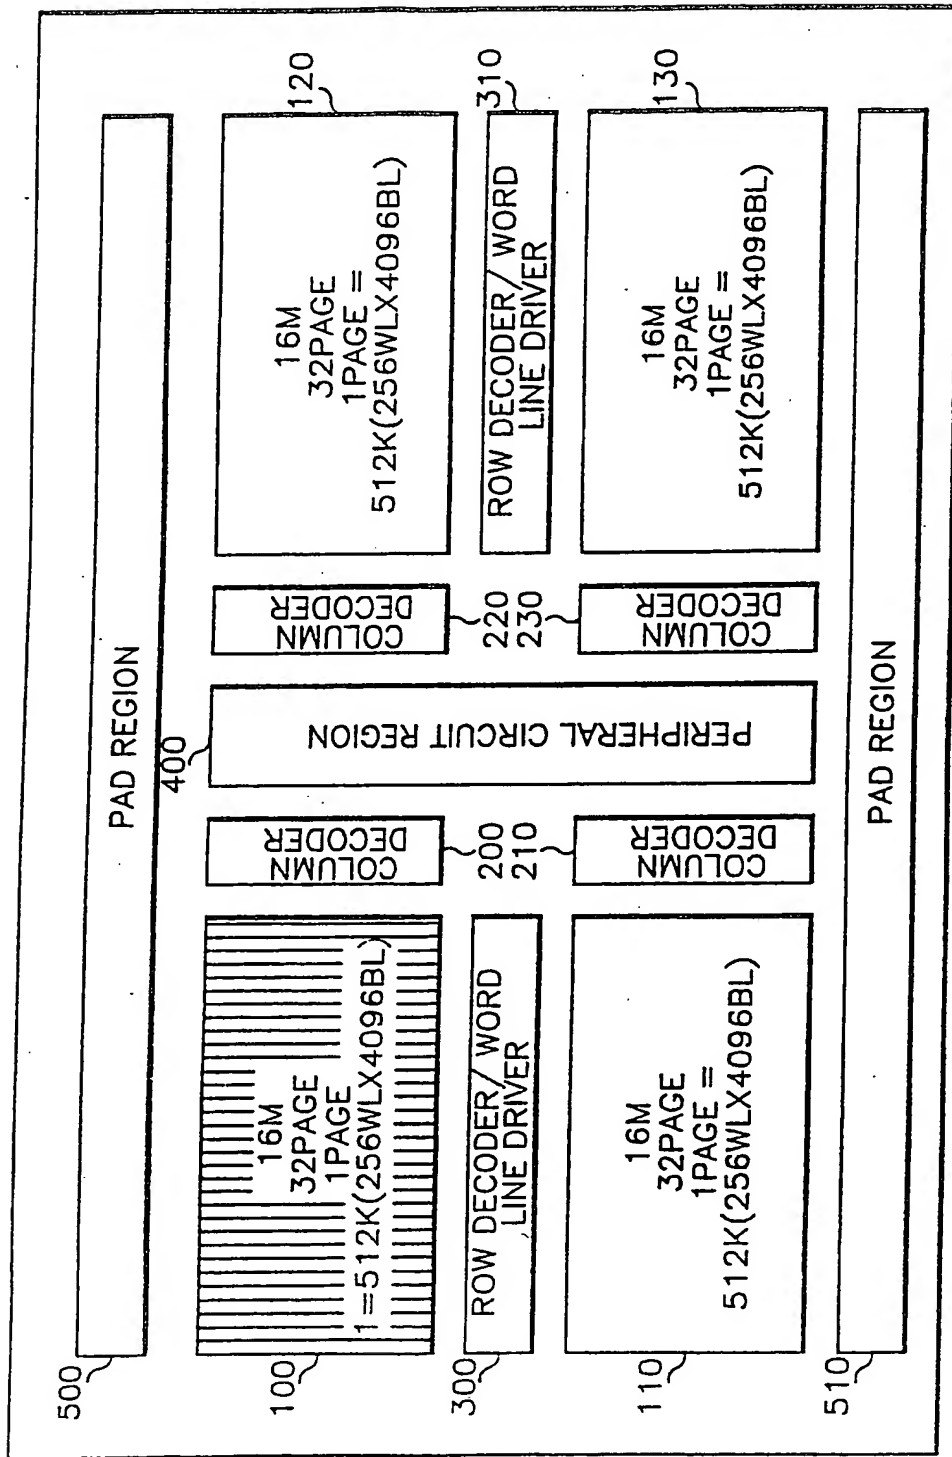 500
PAD REGION
100
16M
32PAGE
1PAGE
1=512K(256WLX4096BL)
COLUMN
DECODER
400
PERIPHERAL CIRCUIT REGION
COLUMN
DECODER
16M
32PAGE
1PAGE =
512K(256WLX4096BL)
120
300
ROW DECODER/ WORD
LINE DRIVER
200
210
220
230
ROW DECODER/ WORD
LINE DRIVER
310
110
16M
32PAGE
1PAGE =
512K(256WLX4096BL)
COLUMN
DECODER
COLUMN
DECODER
16M
32PAGE
1PAGE =
512K(256WLX4096BL)
130
510
PAD REGION